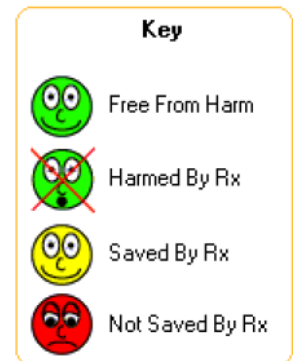 Key
Free From Harm
Harmed By Rx
Saved By Rx
Not Saved By Rx